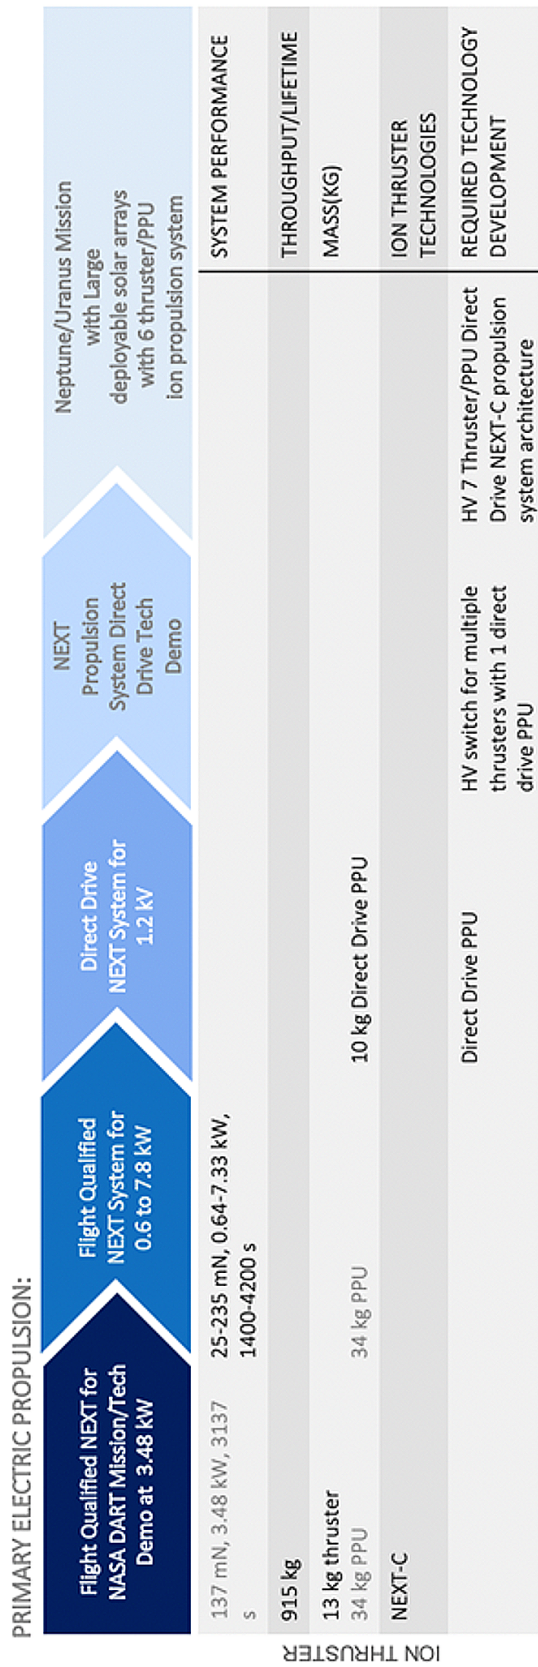 PRIMARY ELECTRIC PROPULSION:
Flight Qualified NEXT for
NASA DART Mission/Tech
Demo at 3.48 kW
Flight Qualified
NEXT System for
0.6 to 7.8 kW
Direct Drive
NEXT System for
1.2 kV
NEXT
Propulsion
System Direct
Drive Tech
Demo
Neptune/Uranus Mission
with Large
deployable solar arrays
with 6 thruster/PPU
ion propulsion system
ION THRUSTER
137 mN, 3.48 kW, 3137
s
25-235 mN, 0.64-7.33 kW,
1400-4200 s
SYSTEM PERFORMANCE
915 kg
THROUGHPUT/LIFETIME
13 kg thruster
34 kg PPU
34 kg PPU
10 kg Direct Drive PPU
MASS(KG)
NEXT-C
ION THRUSTER
TECHNOLOGIES
Direct Drive PPU
HV switch for multiple
thrusters with 1 direct
drive PPU
HV 7 Thruster/PPU Direct
Drive NEXT-C propulsion
system architecture
REQUIRED TECHNOLOGY
DEVELOPMENT